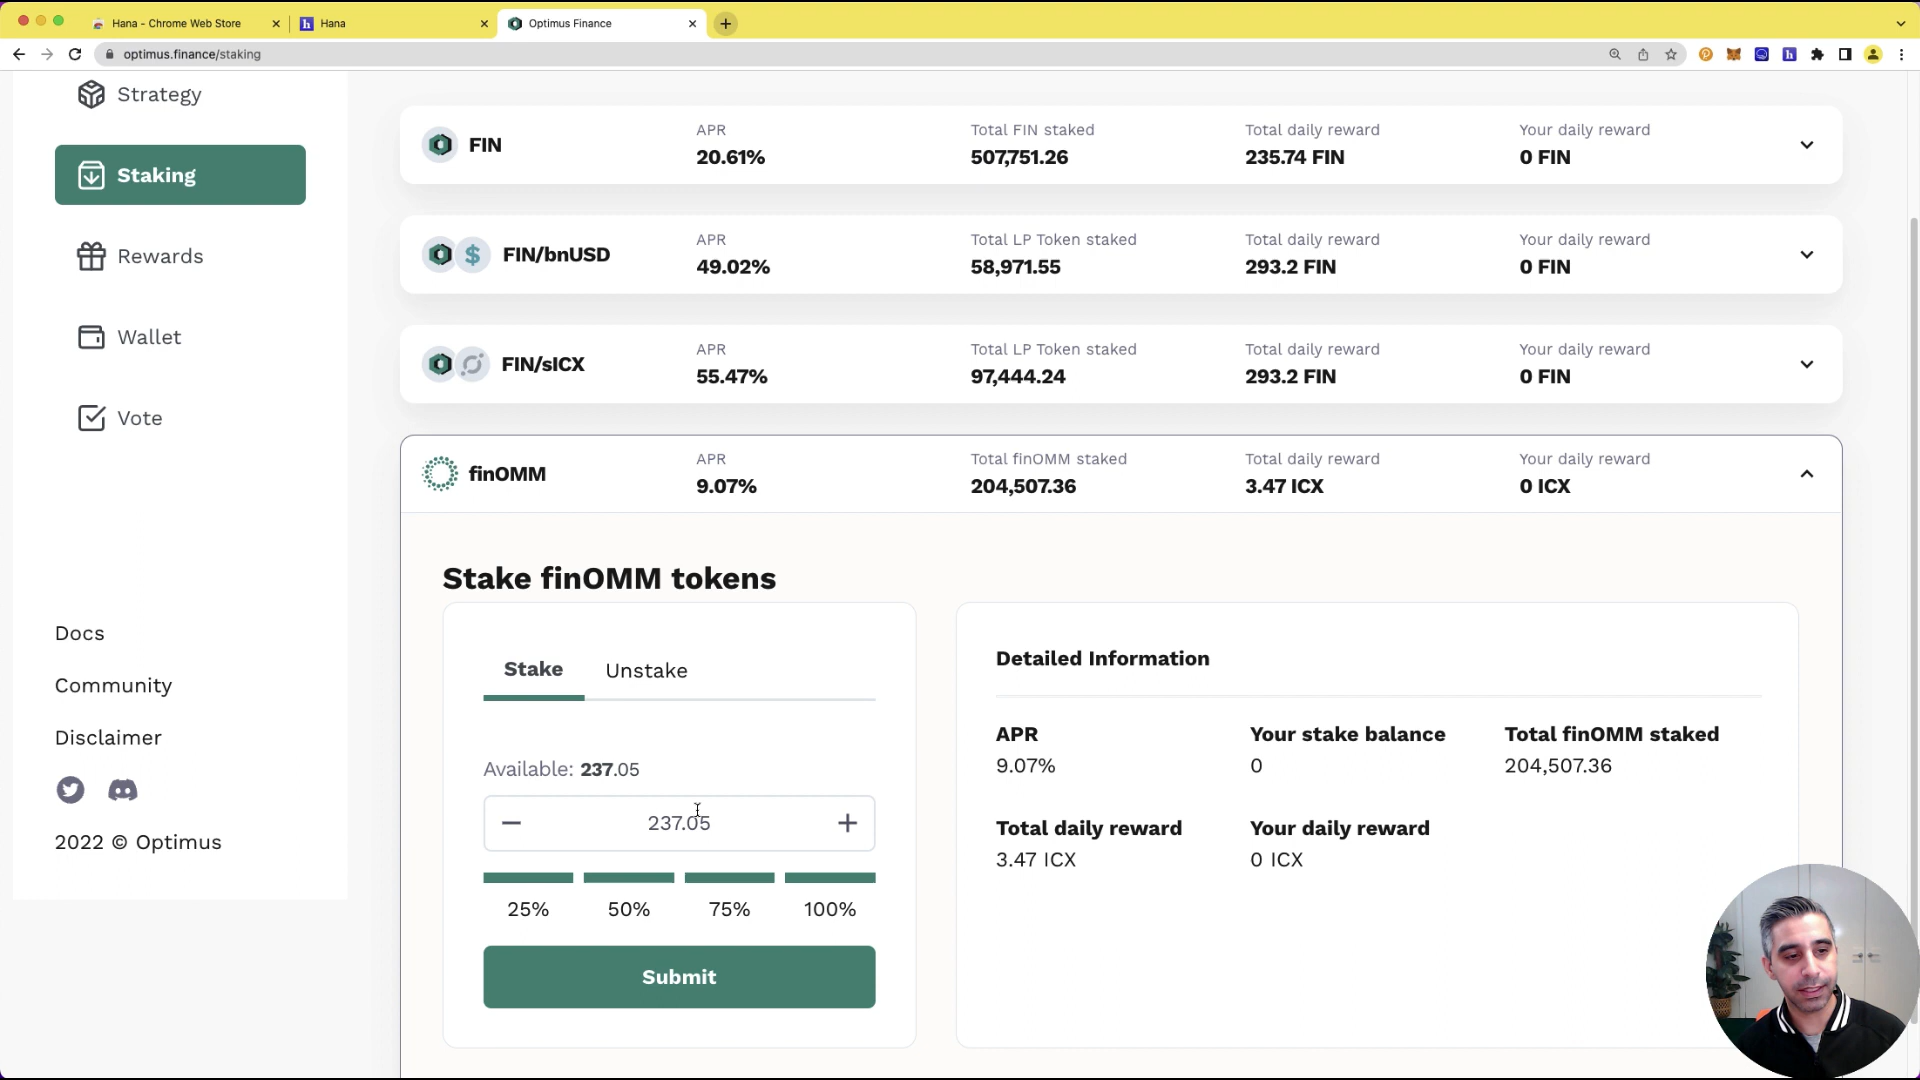 Hana - Chrome Web Store
Hana
Optimus Finance
optimus.finance/staking
Strategy
Staking
Rewards
Wallet
Vote
Docs
Community
Disclaimer
2022 © Optimus
FIN
APR
20.61%
Total FIN staked
507,751.26
Total daily reward
235.74 FIN
Your daily reward
0 FIN
FIN/bnUSD
APR
49.02%
Total LP Token staked
58,971.55
Total daily reward
293.2 FIN
Your daily reward
0 FIN
FIN/sICX
APR
55.47%
Total LP Token staked
97,444.24
Total daily reward
293.2 FIN
Your daily reward
0 FIN
finOMM
APR
9.07%
Total finOMM staked
204,507.36
Total daily reward
3.47 ICX
Your daily reward
0 ICX
Stake finOMM tokens
Stake
Unstake
Available: 237.05
237.05
25%
50%
75%
100%
Submit
Detailed Information
APR
9.07%
Your stake balance
0
Total finOMM staked
204,507.36
Total daily reward
3.47 ICX
Your daily reward
0 ICX